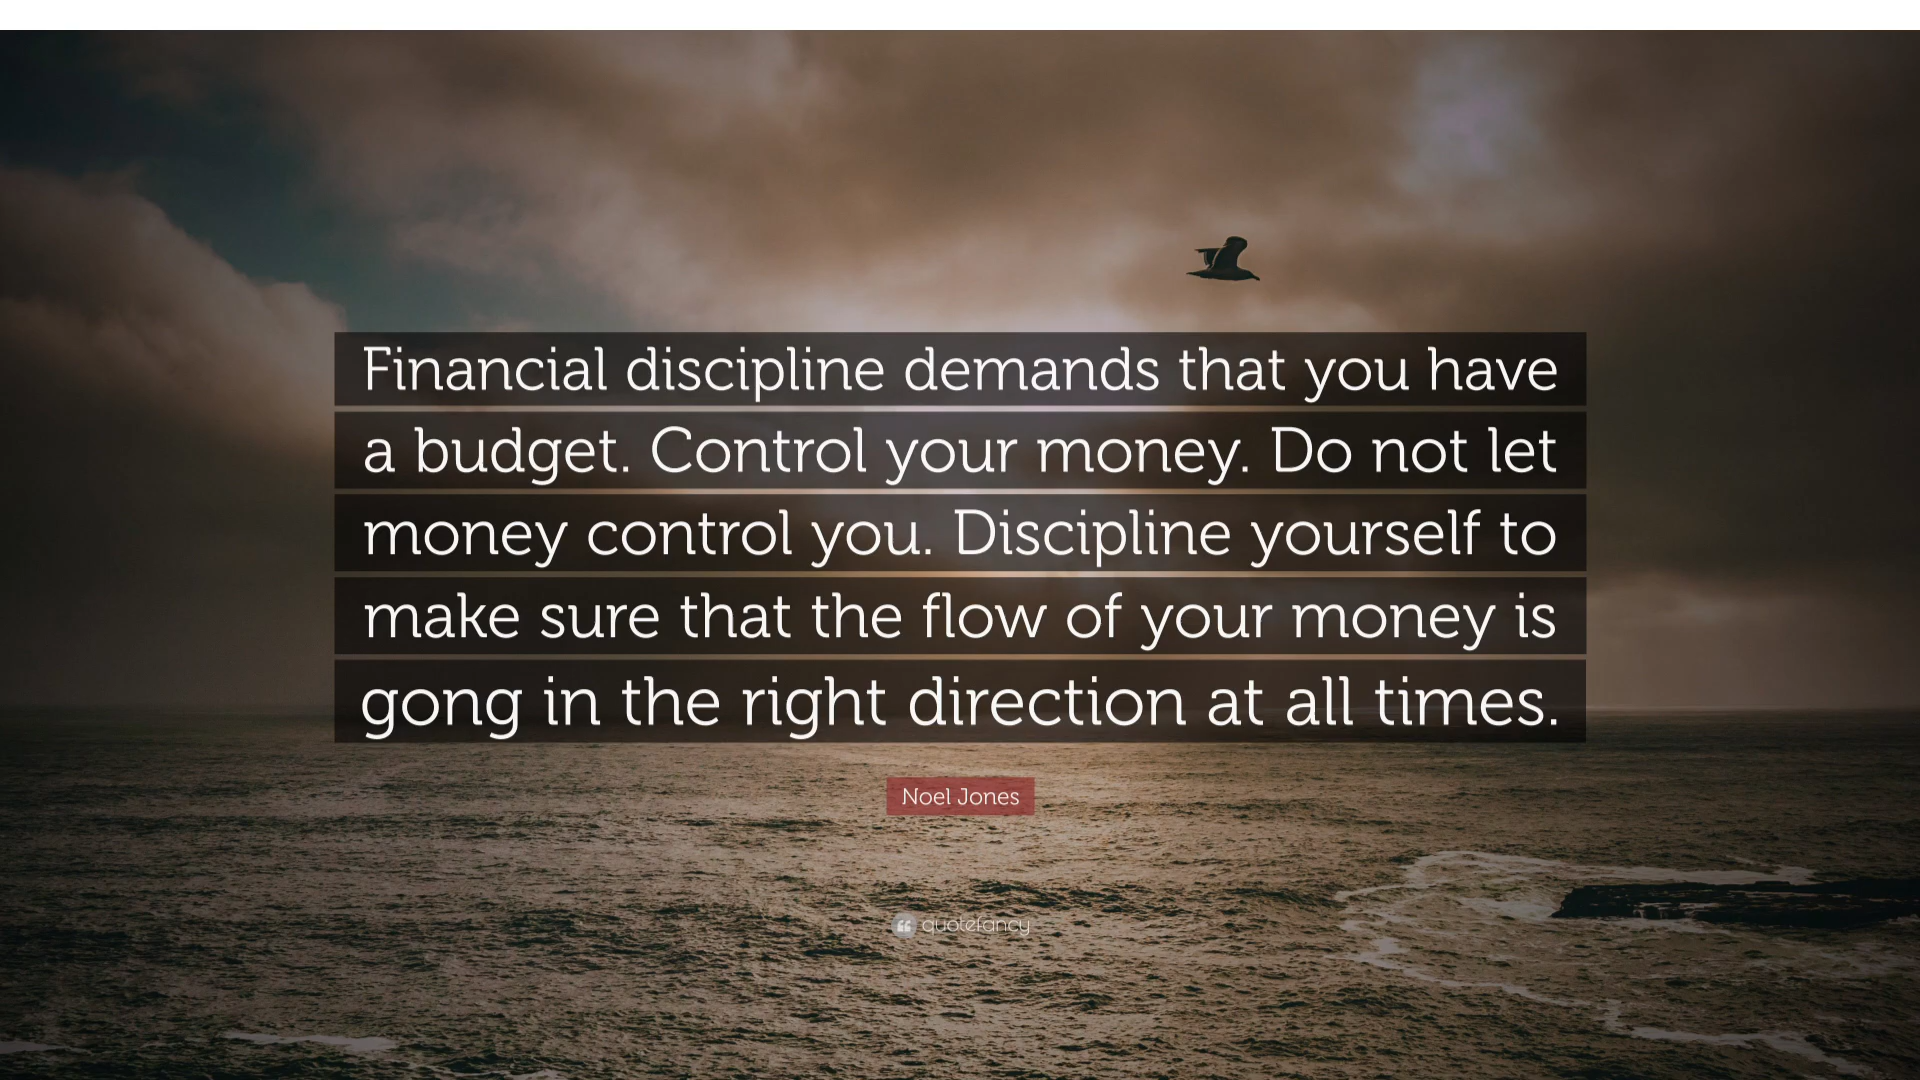 Financial discipline demands that you have
a budget. Control your money. Do not let
money control you. Discipline yourself to
make sure that the flow of your money is
gong in the right direction at all times.
Noel Jones
quotefancy